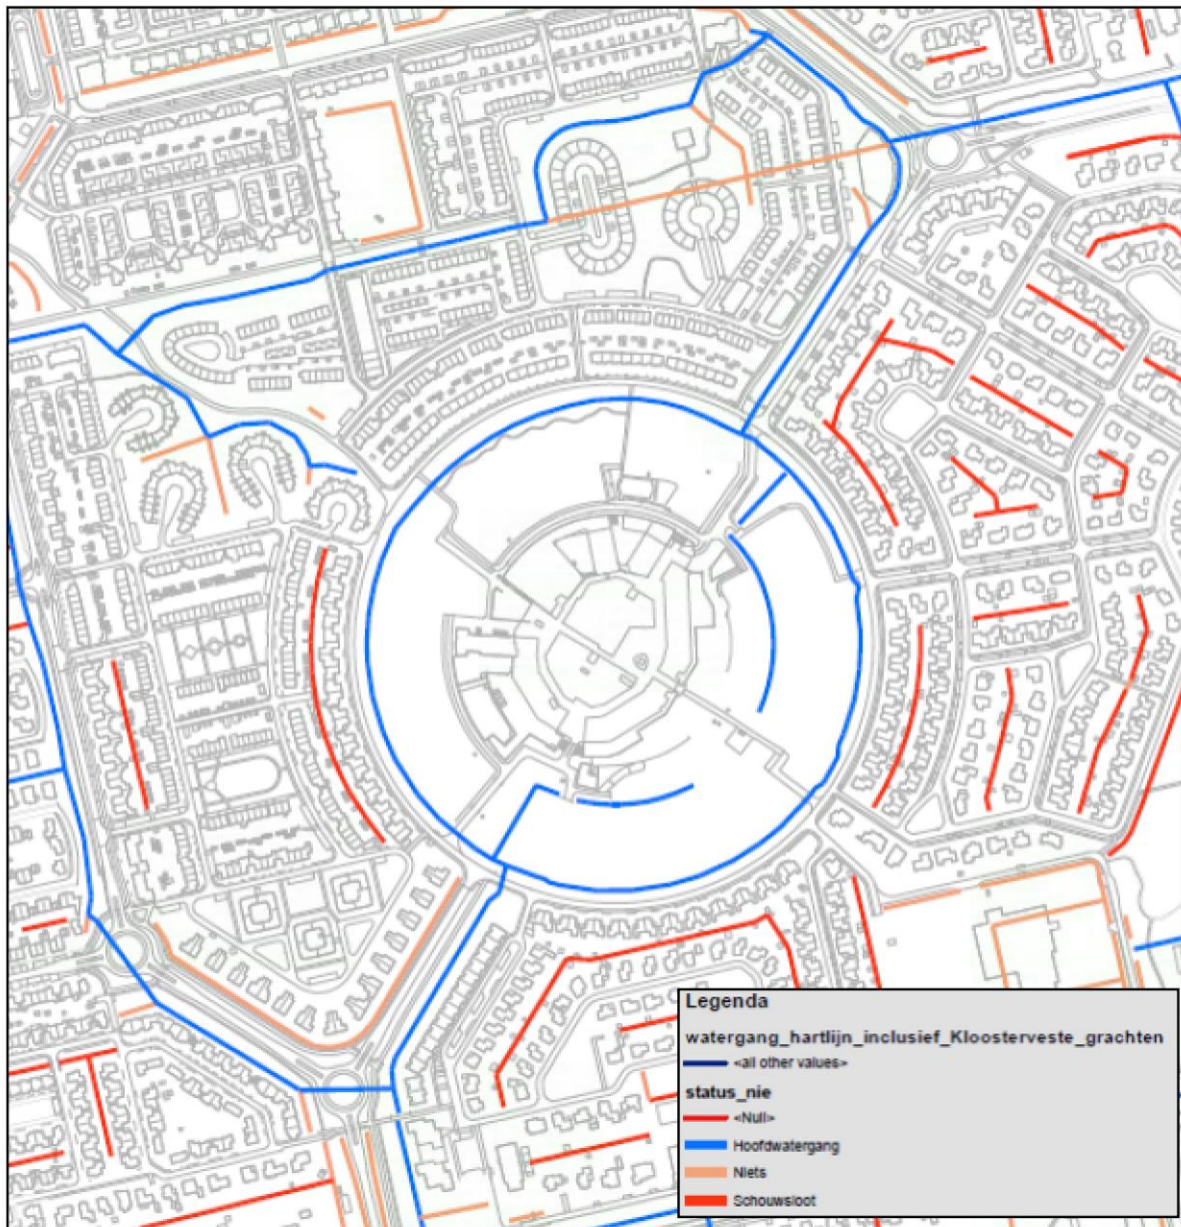 Legenda
watergang_hartlijn_inclusief_Kloosterveste_grachten
<all other values>
status_nie
<Null>
Hoofdwatergang
Niets
Schouwsloot